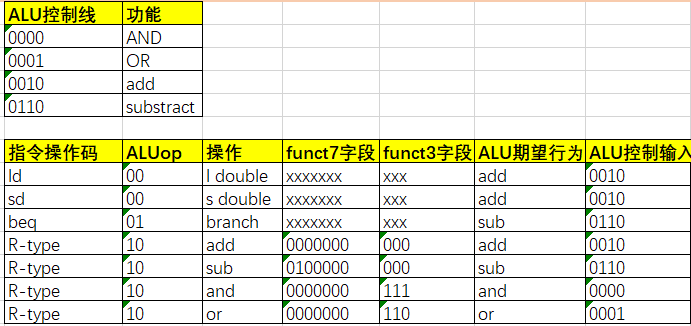 ALU控制线 功能
0000 AND
0001 OR
0010 add
0110 substract
指令操作码 ALUop 操作 funct7字段 funct3字段 ALU期望行为 ALU控制输入
ld 00 l double xxxxxxx xxx add 0010
sd 00 s double xxxxxxx xxx add 0010
beq 01 branch xxxxxxx xxx sub 0110
R-type 10 add 0000000 000 add 0010
R-type 10 sub 0100000 000 sub 0110
R-type 10 and 0000000 111 and 0000
R-type 10 or 0000000 110 or 0001